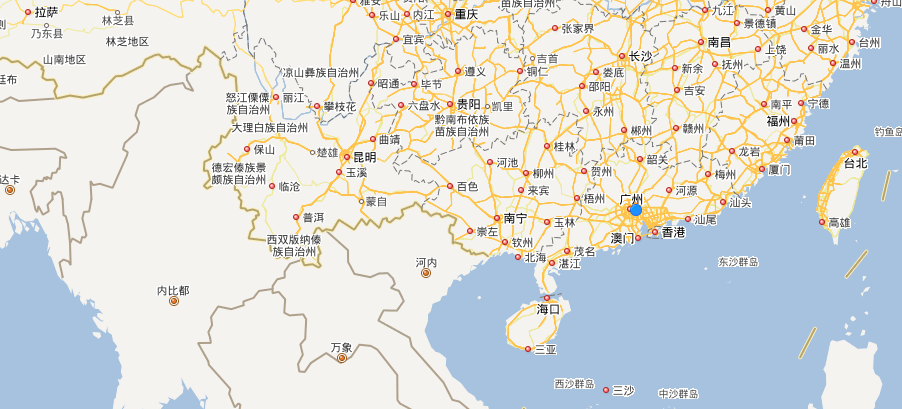 雅安
苗族自治州
九江
黄山
舟山
拉萨
林芝县
乐山
内江
重庆
张家界
景德镇
金华
乃东县
林芝地区
宜宾
长沙
南昌
上饶
丽水
台州
山南地区
吉首
温州
凉山彝族自治州
昭通
毕节
遵义
铜仁
娄底
新余
抚州
廷布
邵阳
吉安
怒江傈僳
族自治州
丽江
攀枝花
六盘水
贵阳
凯里
永州
南平
宁德
大理白族自治州
黔南布依族
苗族自治州
郴州
赣州
福州
钓鱼岛
保山
楚雄
昆明
曲靖
桂林
莆田
德宏傣族景
颇族自治州
玉溪
河池
韶关
龙岩
台北
达卡
临沧
柳州
贺州
梅州
厦门
百色
来宾
梧州
广州
河源
汕头
蒙自
普洱
南宁
玉林
汕尾
高雄
西双版纳傣
族自治州
崇左
钦州
澳门
香港
北海
茂名
湛江
河内
东沙群岛
内比都
海口
万象
三亚
西沙群岛
三沙
中沙群岛